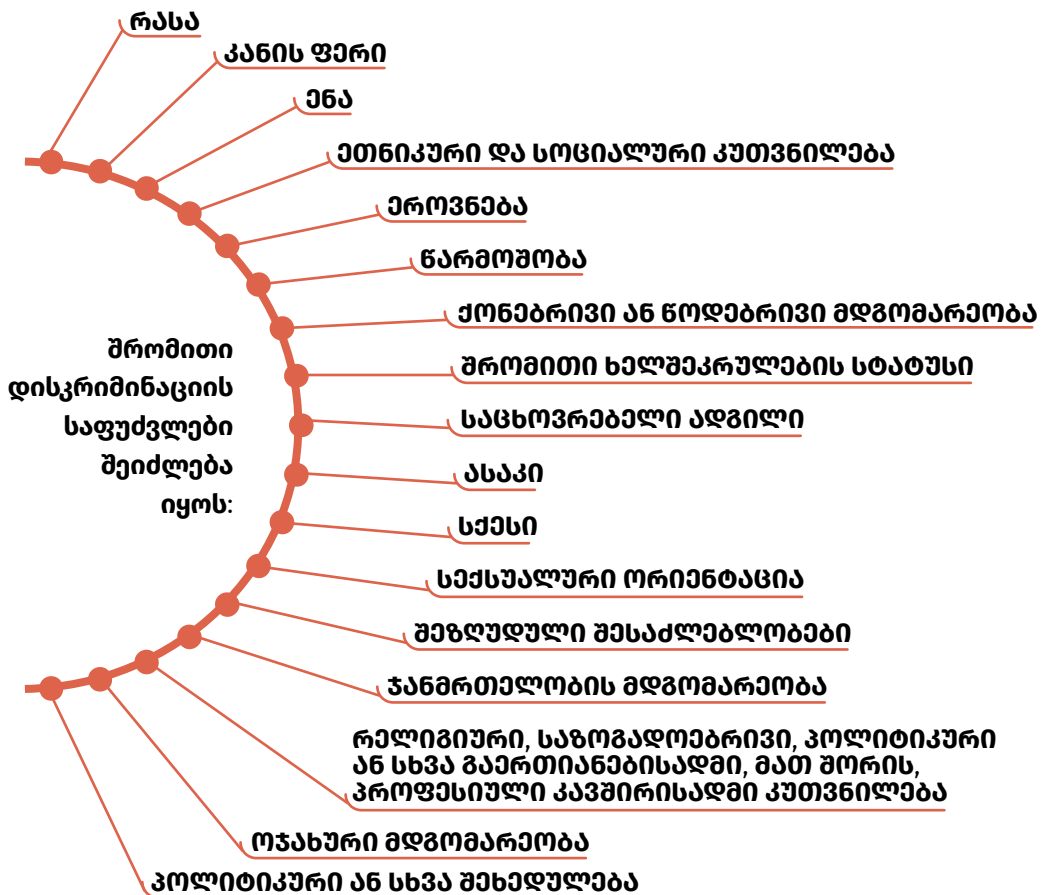 რასა
კანის ფერი
ენა
ეთნიკური და სოციალური კუთვნილება
ეროვნება
წარმოშობა
ქონებრივი ან წოდებრივი მდგომარეობა
შრომითი
დისკრიმინაციის
საფუძვლები
შეიძლება
იყოს:
შრომითი ხელშეკრულების სტატუსი
საცხოვრებელი ადგილი
ასაკი
სქესი
სექსუალური ორიენტაცია
შეზღუდული შესაძლებლობები
ჯანმრთელობის მდგომარეობა
რელიგიური, საზოგადოებრივი, პოლიტიკური
ან სხვა გაერთიანებისადმი, მათ შორის,
პროფესიული კავშირისადმი კუთვნილება
ოჯახური მდგომარეობა
პოლიტიკური ან სხვა შეხედულება